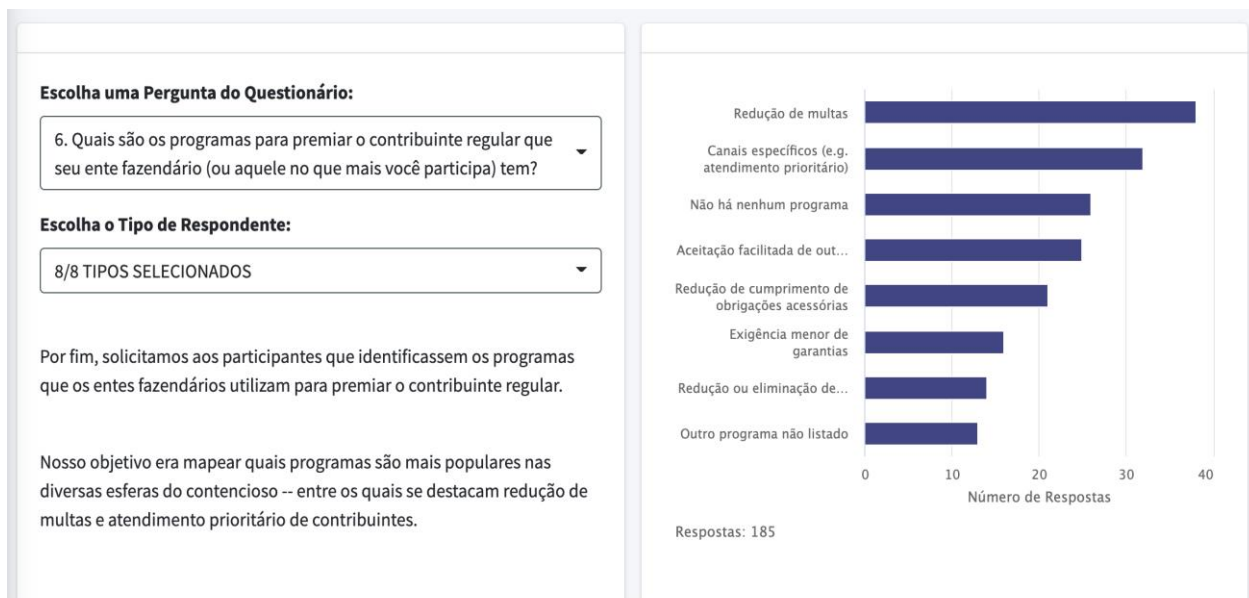 Escolha uma Pergunta do Questionário:
6. Quais são os programas para premiar o contribuinte regular que
seu ente fazendário (ou aquele no que mais você participa) tem?
Escolha o Tipo de Respondente:
8/8 TIPOS SELECIONADOS
Por fim, solicitamos aos participantes que identificassem os programas
que os entes fazendários utilizam para premiar o contribuinte regular.
Nosso objetivo era mapear quais programas são mais populares nas
diversas esferas do contencioso -- entre os quais se destacam redução de
multas e atendimento prioritário de contribuintes.
Redução de multas
Canais específicos (e.g.
atendimento prioritário)
Não há nenhum programa
Aceitação facilitada de out...
Redução de cumprimento de
obrigações acessórias
Exigência menor de
garantias
Redução ou eliminação de...
Outro programa não listado
0 10 20 30 40
Número de Respostas
Respostas: 185